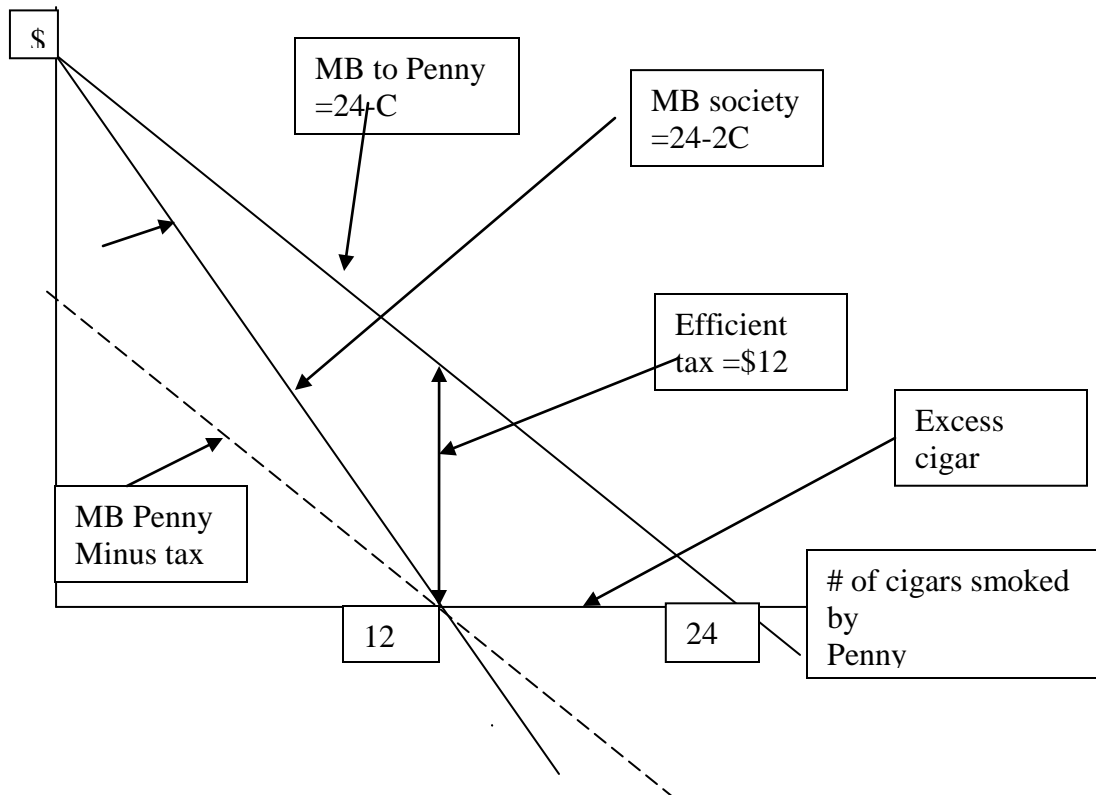 $
MB to Penny
=24-C
MB society
=24-2C
Efficient
tax =$12
Excess
cigar
MB Penny
Minus tax
# of cigars smoked
by
Penny
12
24